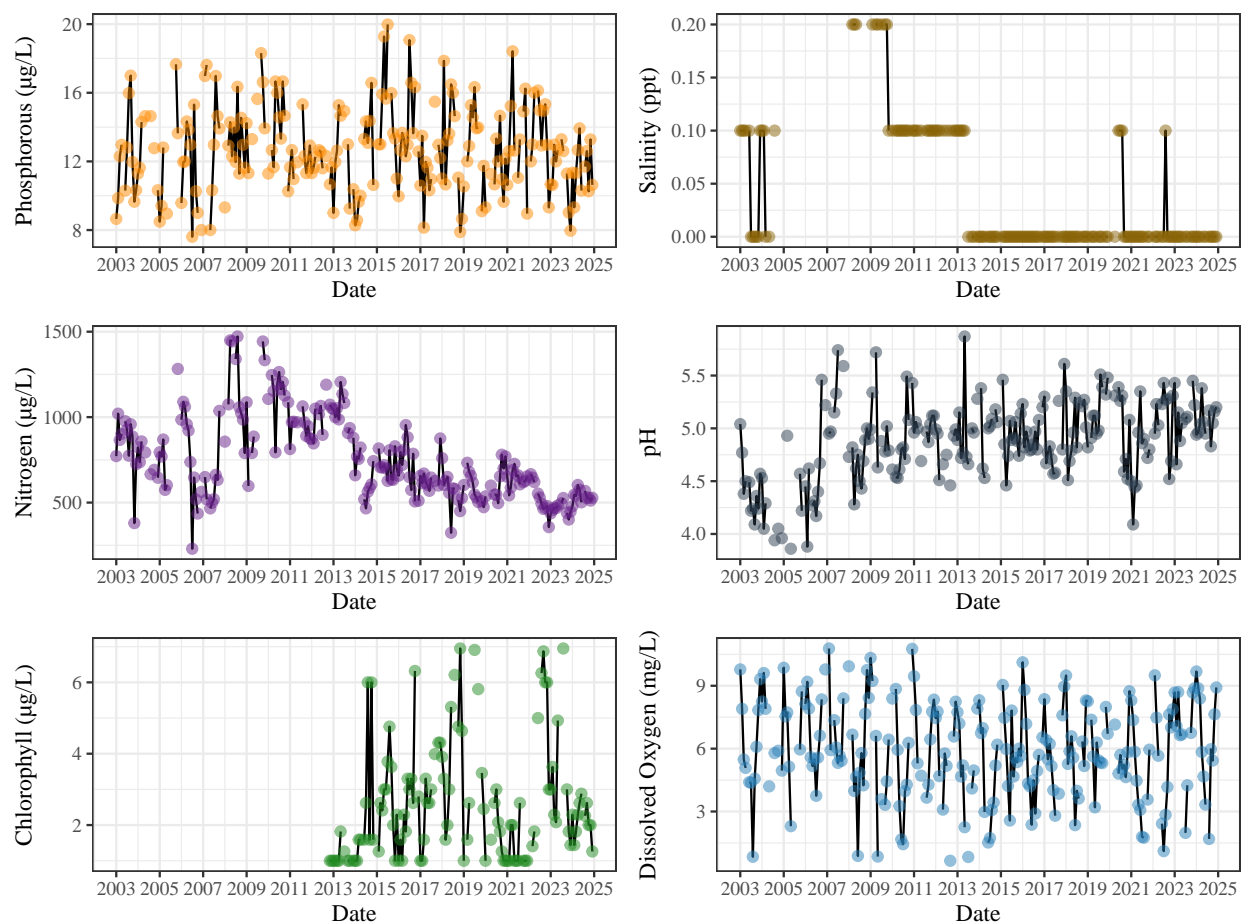 Phosphorous (µg/L)
20
16
12
8
2003 2005 2007 2009 2011 2013 2015 2017 2019 2021 2023 2025
Date
Salinity (ppt)
0.20
0.15
0.10
0.05
0.00
2003 2005 2007 2009 2011 2013 2015 2017 2019 2021 2023 2025
Date
Nitrogen (µg/L)
1500
1000
500
2003 2005 2007 2009 2011 2013 2015 2017 2019 2021 2023 2025
Date
pH
5.5
5.0
4.5
4.0
2003 2005 2007 2009 2011 2013 2015 2017 2019 2021 2023 2025
Date
Chlorophyll (µg/L)
6
4
2
2003 2005 2007 2009 2011 2013 2015 2017 2019 2021 2023 2025
Date
Dissolved Oxygen (mg/L)
9
6
3
2003 2005 2007 2009 2011 2013 2015 2017 2019 2021 2023 2025
Date